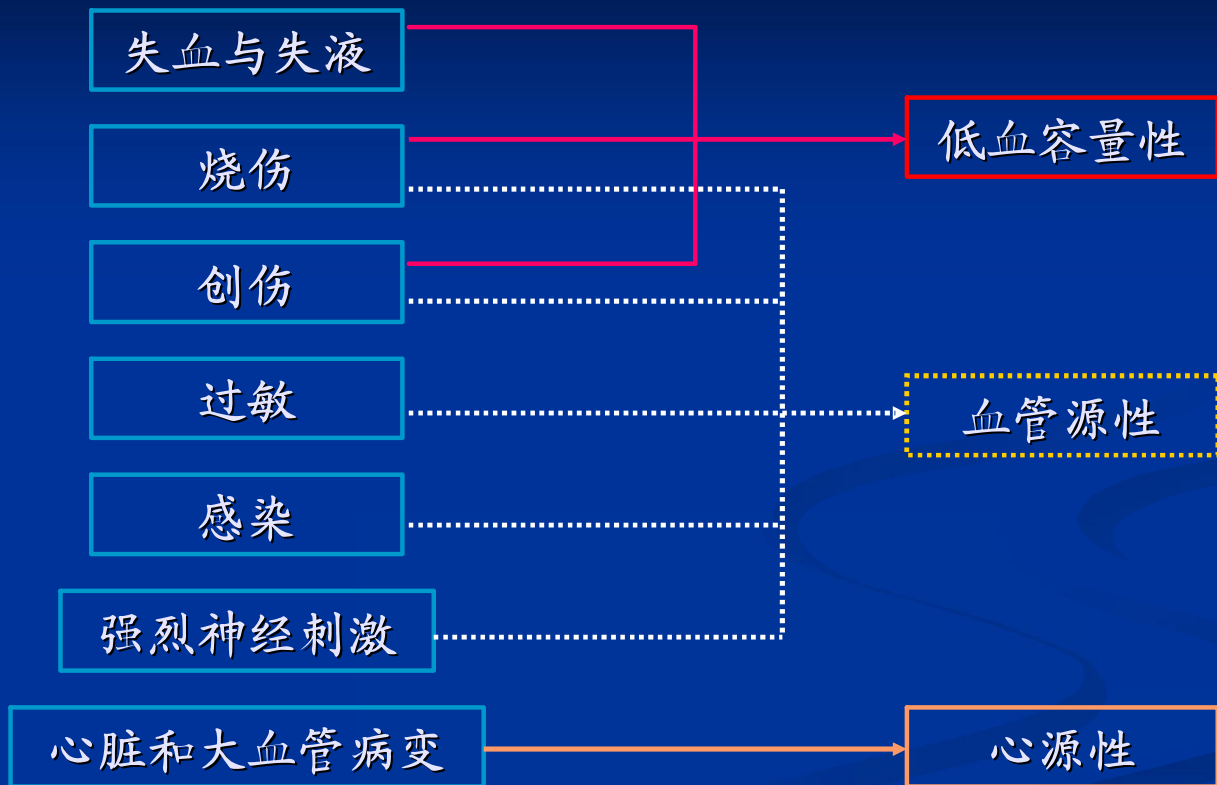 失血与失液
烧伤
创伤
过敏
感染
强烈神经刺激
心脏和大血管病变
低血容量性
血管源性
心源性